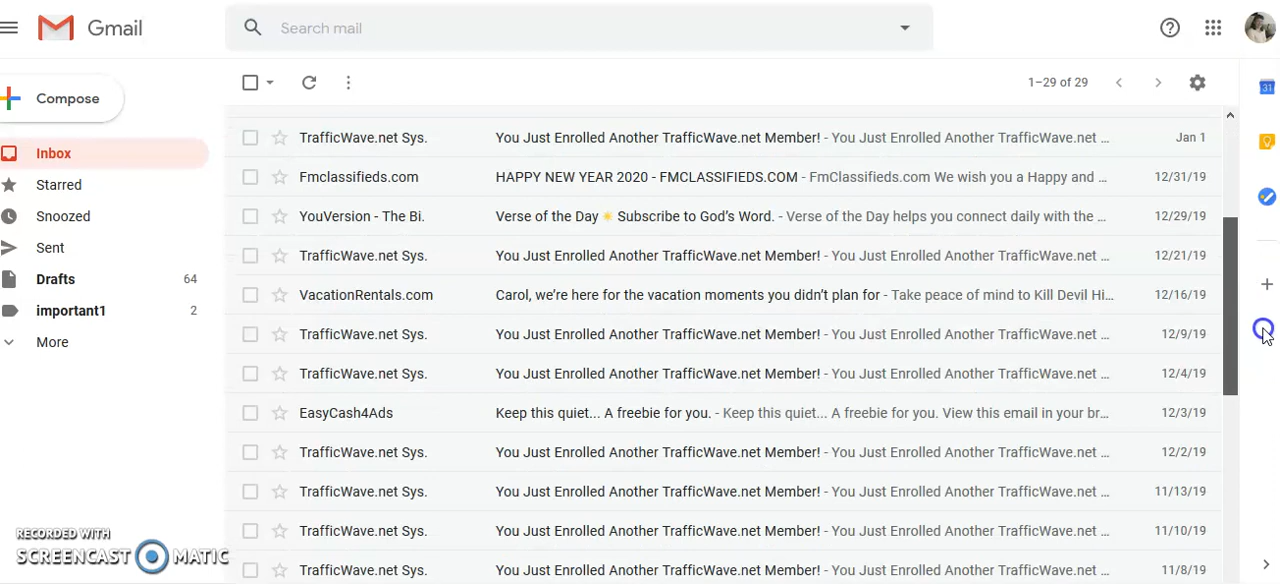 Gmail
Search mail
1–29 of 29
Compose
Inbox
Starred
Snoozed
Sent
Drafts 64
important1 2
More
TrafficWave.net Sys. You Just Enrolled Another TrafficWave.net Member! - You Just Enrolled Another TrafficWave.net ... Jan 1
Fmclassifieds.com HAPPY NEW YEAR 2020 - FMCLASSIFIEDS.COM - FmClassifieds.com We wish you a Happy and ... 12/31/19
YouVersion - The Bi. Verse of the Day ☀ Subscribe to God’s Word. - Verse of the Day helps you connect daily with the ... 12/29/19
TrafficWave.net Sys. You Just Enrolled Another TrafficWave.net Member! - You Just Enrolled Another TrafficWave.net ... 12/21/19
VacationRentals.com Carol, we’re here for the vacation moments you didn’t plan for - Take peace of mind to Kill Devil Hi... 12/16/19
TrafficWave.net Sys. You Just Enrolled Another TrafficWave.net Member! - You Just Enrolled Another TrafficWave.net ... 12/9/19
TrafficWave.net Sys. You Just Enrolled Another TrafficWave.net Member! - You Just Enrolled Another TrafficWave.net ... 12/4/19
EasyCash4Ads Keep this quiet... A freebie for you. - Keep this quiet... A freebie for you. View this email in your br... 12/3/19
TrafficWave.net Sys. You Just Enrolled Another TrafficWave.net Member! - You Just Enrolled Another TrafficWave.net ... 12/2/19
TrafficWave.net Sys. You Just Enrolled Another TrafficWave.net Member! - You Just Enrolled Another TrafficWave.net ... 11/13/19
TrafficWave.net Sys. You Just Enrolled Another TrafficWave.net Member! - You Just Enrolled Another TrafficWave.net ... 11/10/19
TrafficWave.net Sys. You Just Enrolled Another TrafficWave.net Member! - You Just Enrolled Another TrafficWave.net ... 11/8/19
31
RECORDED WITH
SCREENCAST MATIC